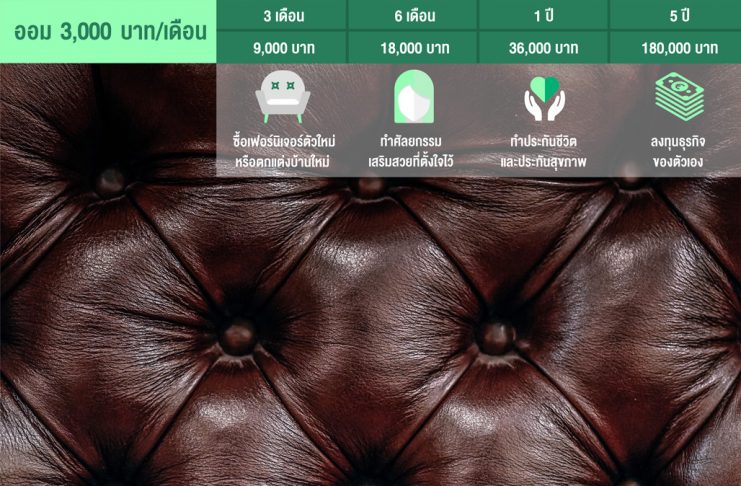 ออม 3,000 บาท/เดือน
3 เดือน 6 เดือน 1 ปี 5 ปี
9,000 บาท 18,000 บาท 36,000 บาท 180,000 บาท
ซื้อเฟอร์นิเจอร์ตัวใหม่
หรือตกแต่งบ้านใหม่
ทำศัลยกรรม
เสริมสวยที่ตั้งใจไว้
ทำประกันชีวิต
และประกันสุขภาพ
ลงทุนธุรกิจ
ของตัวเอง